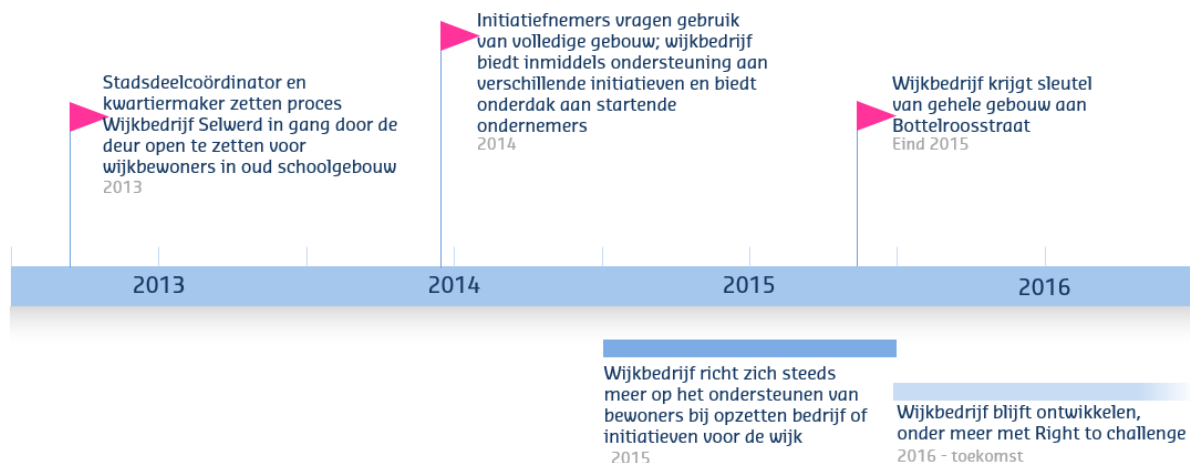 Initiatiefnemers vragen gebruik
van volledige gebouw; wijkbedrijf
biedt inmiddels ondersteuning aan
verschillende initiatieven en biedt
onderdak aan startende
ondernemers
2014
Stadsdeelcoördinator en
kwartiermaker zetten proces
Wijkbedrijf Selwerd in gang door de
deur open te zetten voor
wijkbewoners in oud schoolgebouw
2013
Wijkbedrijf krijgt sleutel
van gehele gebouw aan
Bottelroosstraat
Eind 2015
2013
2014
2015
2016
Wijkbedrijf richt zich steeds
meer op het ondersteunen van
bewoners bij opzetten bedrijf of
initiatieven voor de wijk
2015
Wijkbedrijf blijft ontwikkelen,
onder meer met Right to challenge
2016 - toekomst